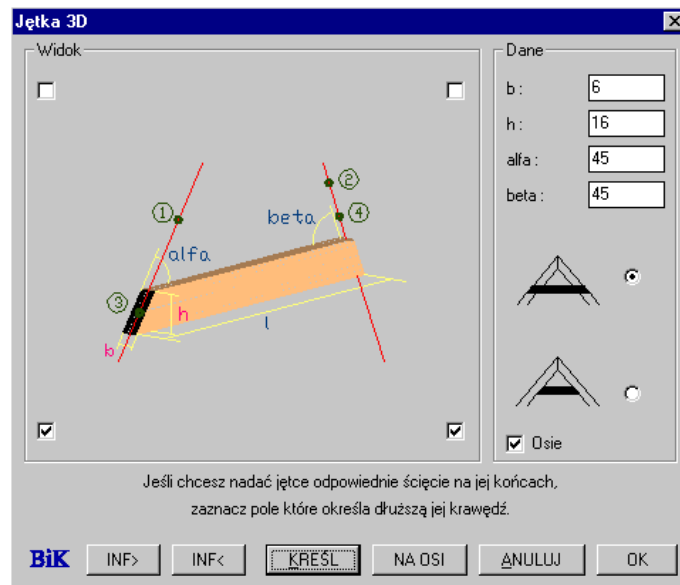 Jętka 3D
Widok
1
2
beta
4
alfa
3
h
l
b
Dane
b :
6
h :
16
alfa :
45
beta :
45
Osie
Jeśli chcesz nadać jętce odpowiednie ścięcie na jej końcach,
zaznacz pole które określa dłuższą jej krawędź.
BiK
INF>
INF<
KREŚL
NA OSI
ANULUJ
OK